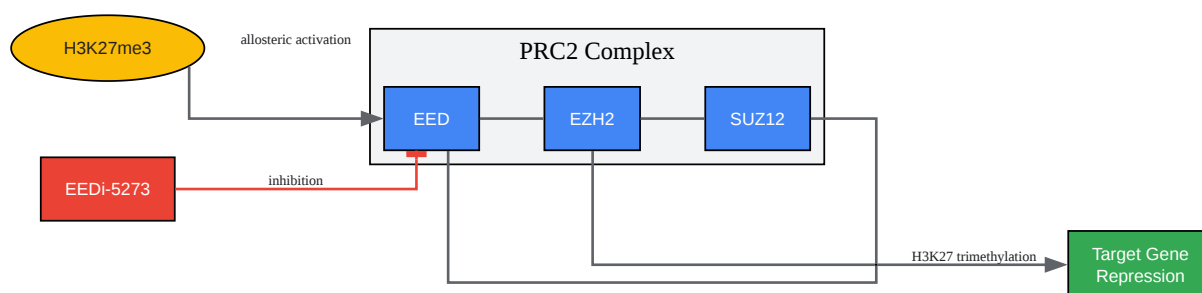 H3K27me3
allosteric activation
PRC2 Complex
EED
EZH2
SUZ12
EEDi-5273
inhibition
H3K27 trimethylation
Target Gene
Repression